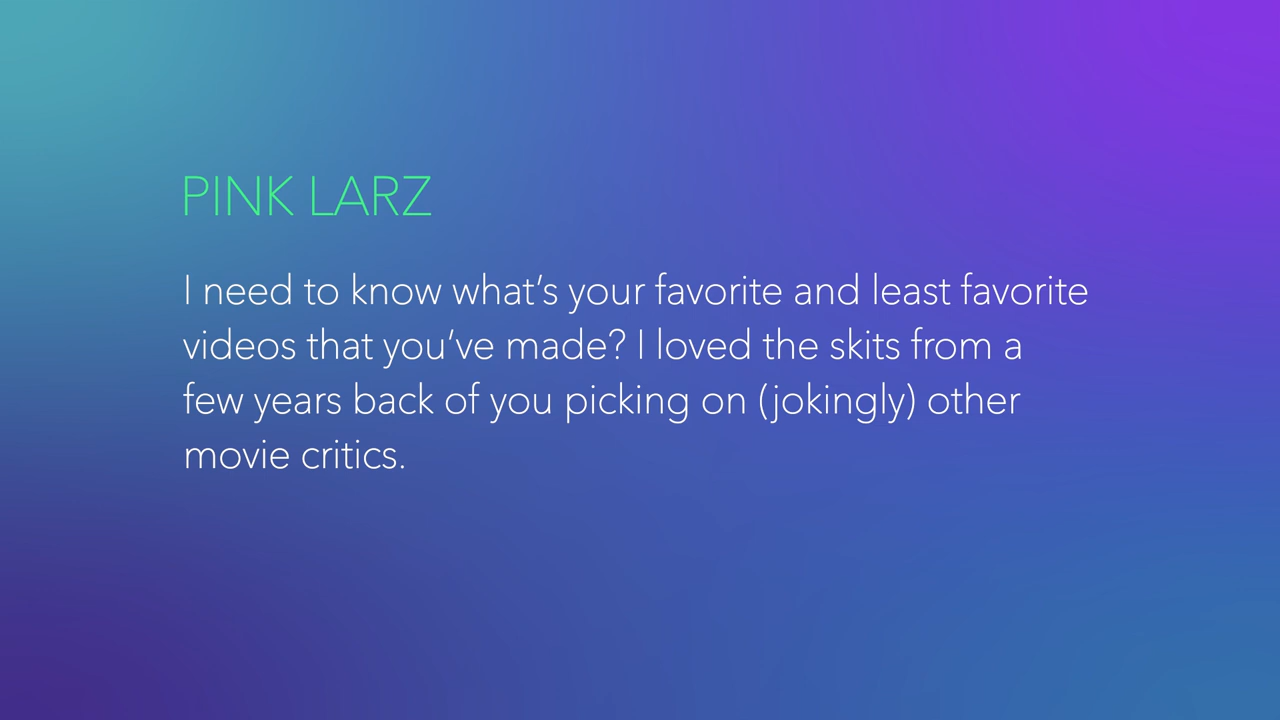 PINK LARZ
I need to know what’s your favorite and least favorite
videos that you’ve made? I loved the skits from a
few years back of you picking on (jokingly) other
movie critics.